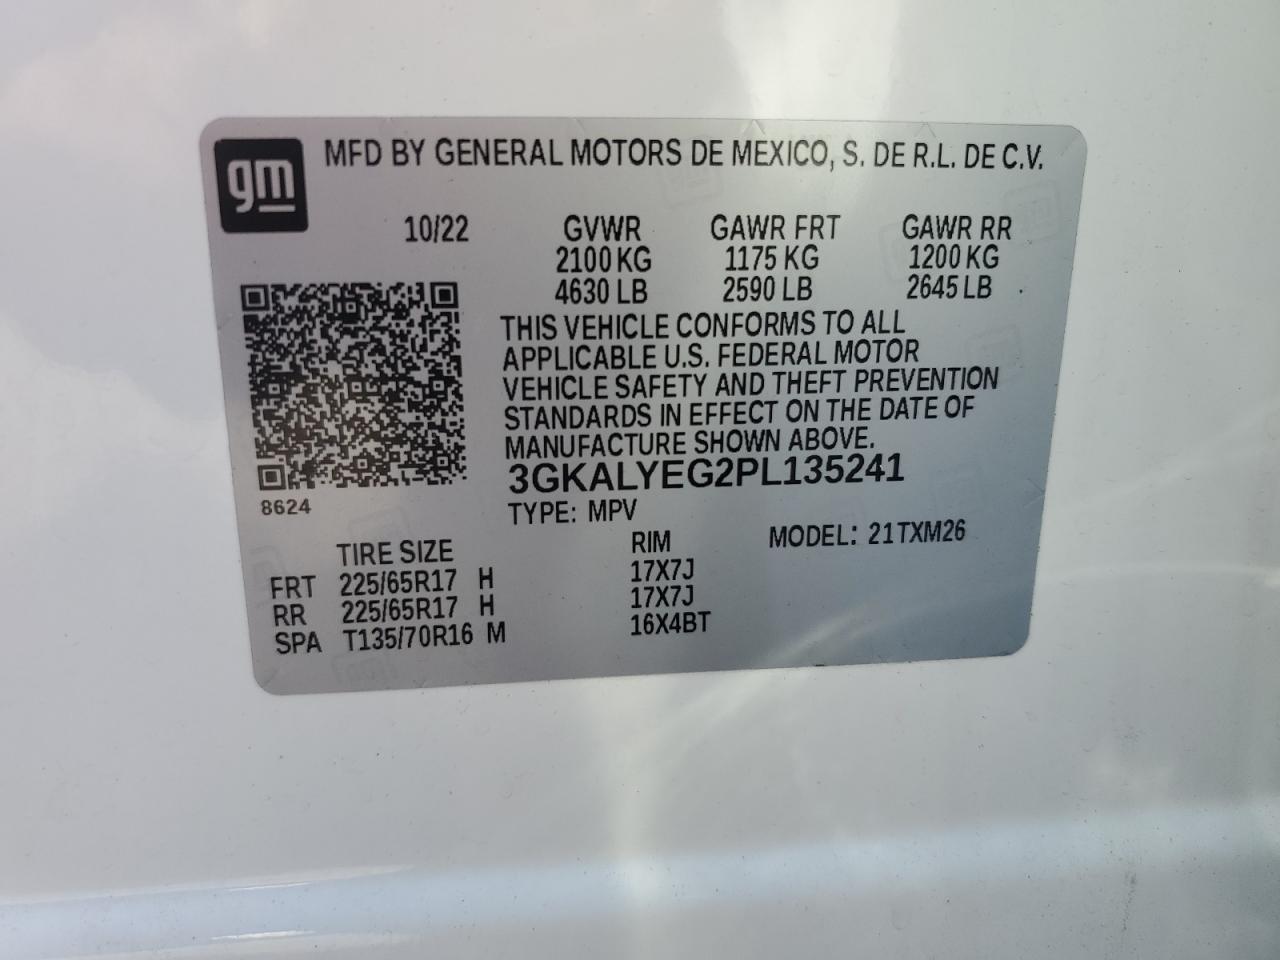 gm
MFD BY GENERAL MOTORS DE MEXICO, S. DE R.L. DE C.V.
10/22 GVWR GAWR FRT GAWR RR
2100 KG 1175 KG 1200 KG
4630 LB 2590 LB 2645 LB
THIS VEHICLE CONFORMS TO ALL
APPLICABLE U.S. FEDERAL MOTOR
VEHICLE SAFETY AND THEFT PREVENTION
STANDARDS IN EFFECT ON THE DATE OF
MANUFACTURE SHOWN ABOVE.
3GKALYEG2PL135241
8624
TYPE: MPV MODEL: 21TXM26
TIRE SIZE RIM
FRT 225/65R17 H 17X7J
RR 225/65R17 H 17X7J
SPA T135/70R16 M 16X4BT